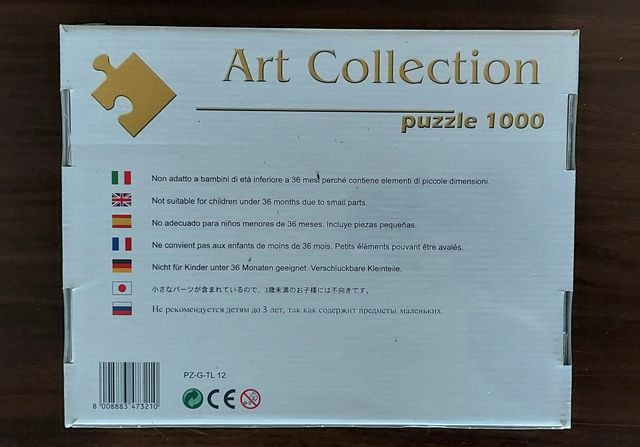 Art Collection
puzzle 1000
Non adatto a bambini di età inferiore a 36 mesi perché contiene elementi di piccole dimensioni.
Not suitable for children under 36 months due to small parts.
No adecuado para niños menores de 36 meses. Incluye piezas pequeñas.
Ne convient pas aux enfants de moins de 36 mois. Petits éléments pouvant être avalés.
Nicht für Kinder unter 36 Monaten geeignet. Verschluckbare Kleinteile.
小さなパーツが含まれているので、3歳未満のお子様には不向きです。
Не рекомендуется детям до 3 лет, так как содержит предметы маленьких.
PZ-G-TL 12
CE
0-3
8 008883 473210